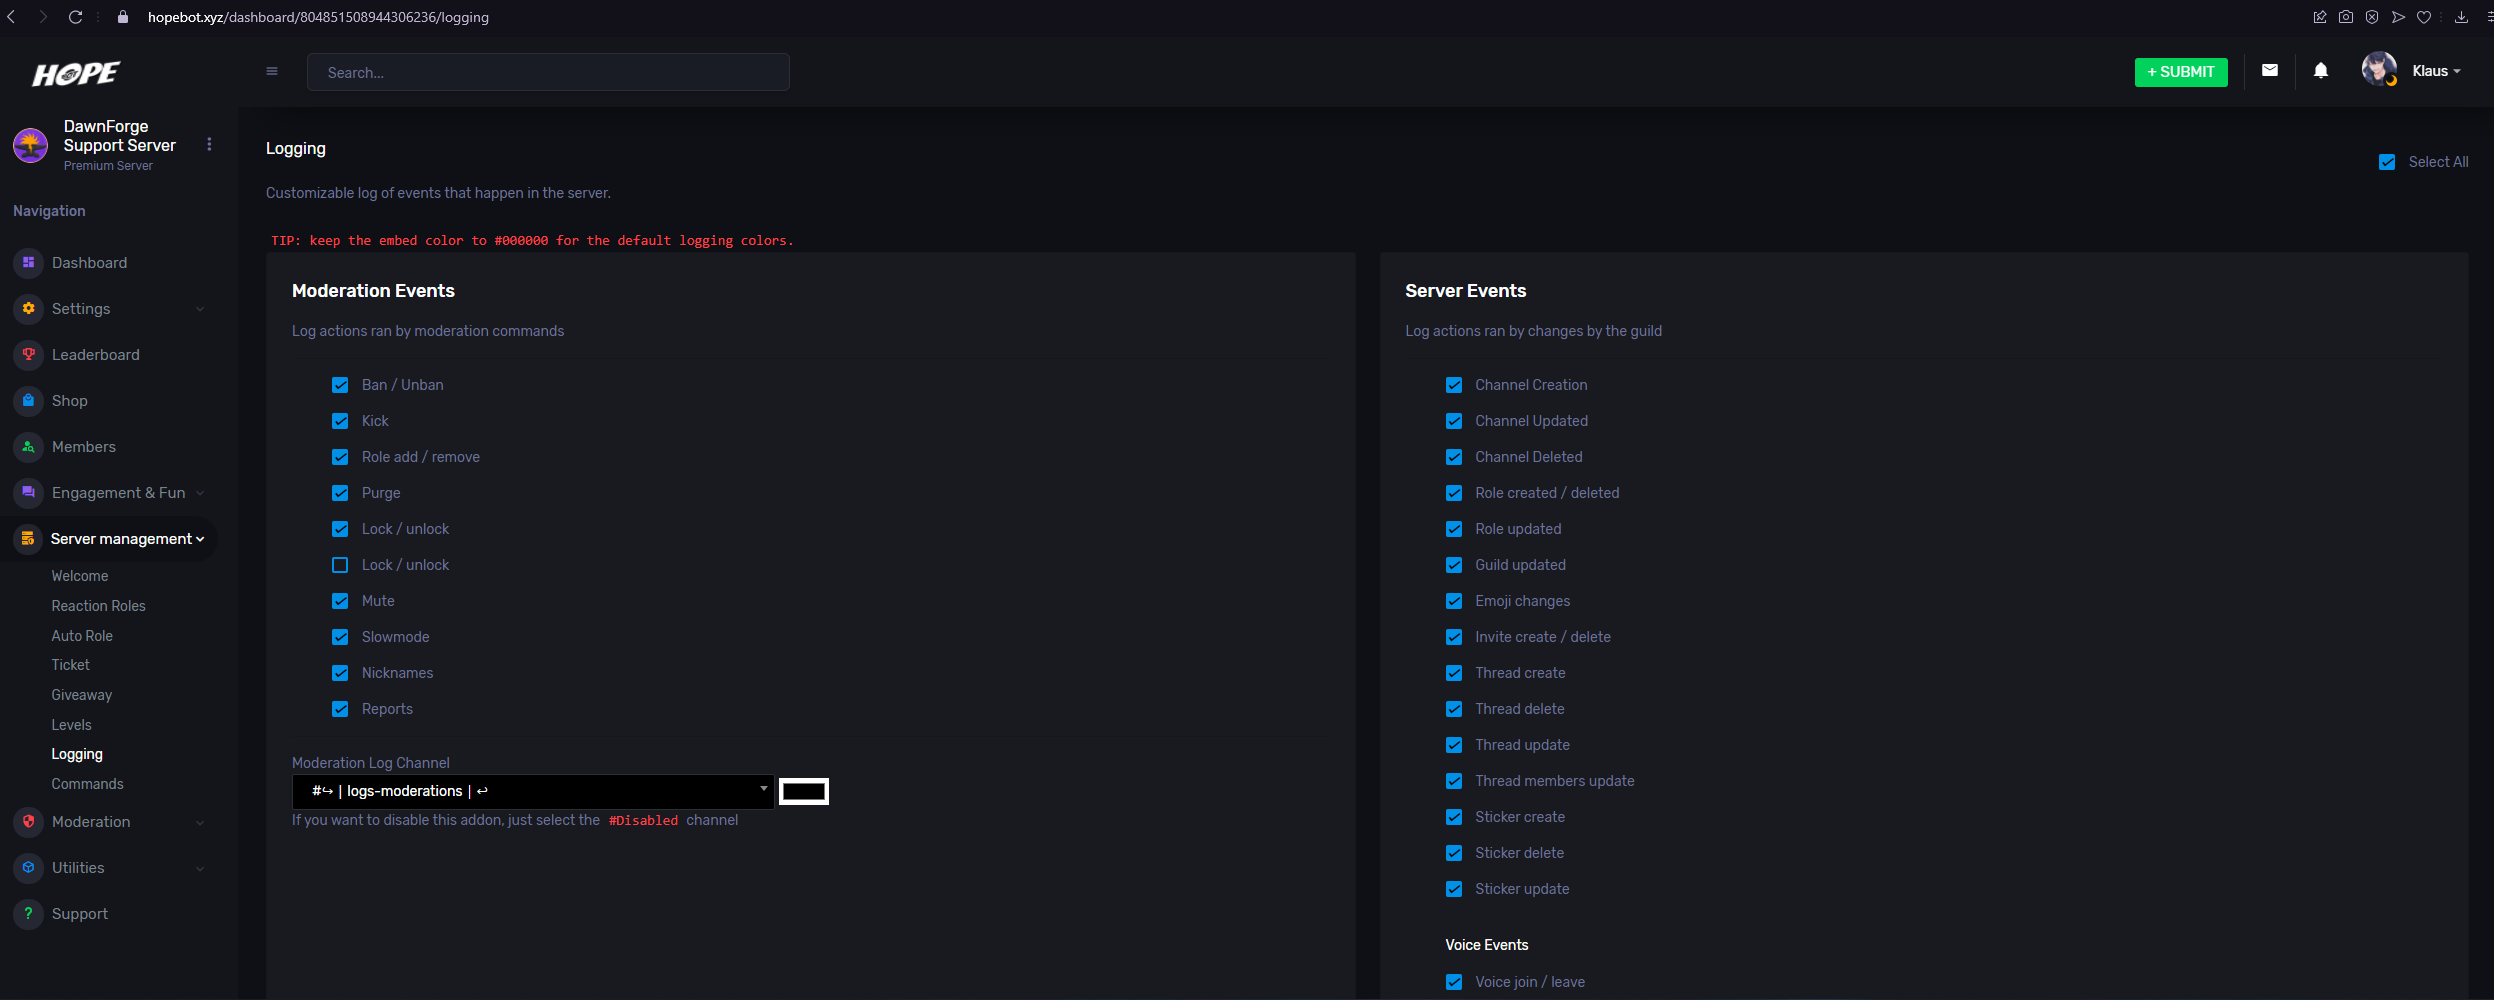 hopebot.xyz/dashboard/804851508944306236/logging
HOPE
Search...
+ SUBMIT
Klaus
DawnForge
Support Server
Premium Server
Navigation
Dashboard
Settings
Leaderboard
Shop
Members
Engagement & Fun
Server management
Welcome
Reaction Roles
Auto Role
Ticket
Giveaway
Levels
Logging
Commands
Moderation
Utilities
Support
Logging
Select All
Customizable log of events that happen in the server.
TIP: keep the embed color to #000000 for the default logging colors.
Moderation Events
Log actions ran by moderation commands
Ban / Unban
Kick
Role add / remove
Purge
Lock / unlock
Lock / unlock
Mute
Slowmode
Nicknames
Reports
Moderation Log Channel
#↪ | logs-moderations | ↩
If you want to disable this addon, just select the #Disabled channel
Server Events
Log actions ran by changes by the guild
Channel Creation
Channel Updated
Channel Deleted
Role created / deleted
Role updated
Guild updated
Emoji changes
Invite create / delete
Thread create
Thread delete
Thread update
Thread members update
Sticker create
Sticker delete
Sticker update
Voice Events
Voice join / leave